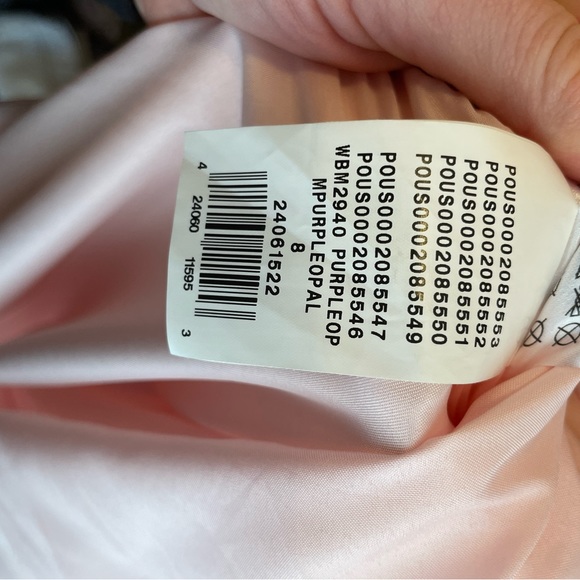 POUS0002085553
POUS0002085552
POUS0002085551
POUS0002085550
POUS0002085549
POUS0002085547
POUS0002085546
WBM2940 PURPLEOP
MPURPLEOPAL
8
24061522
4 24060 11595 3